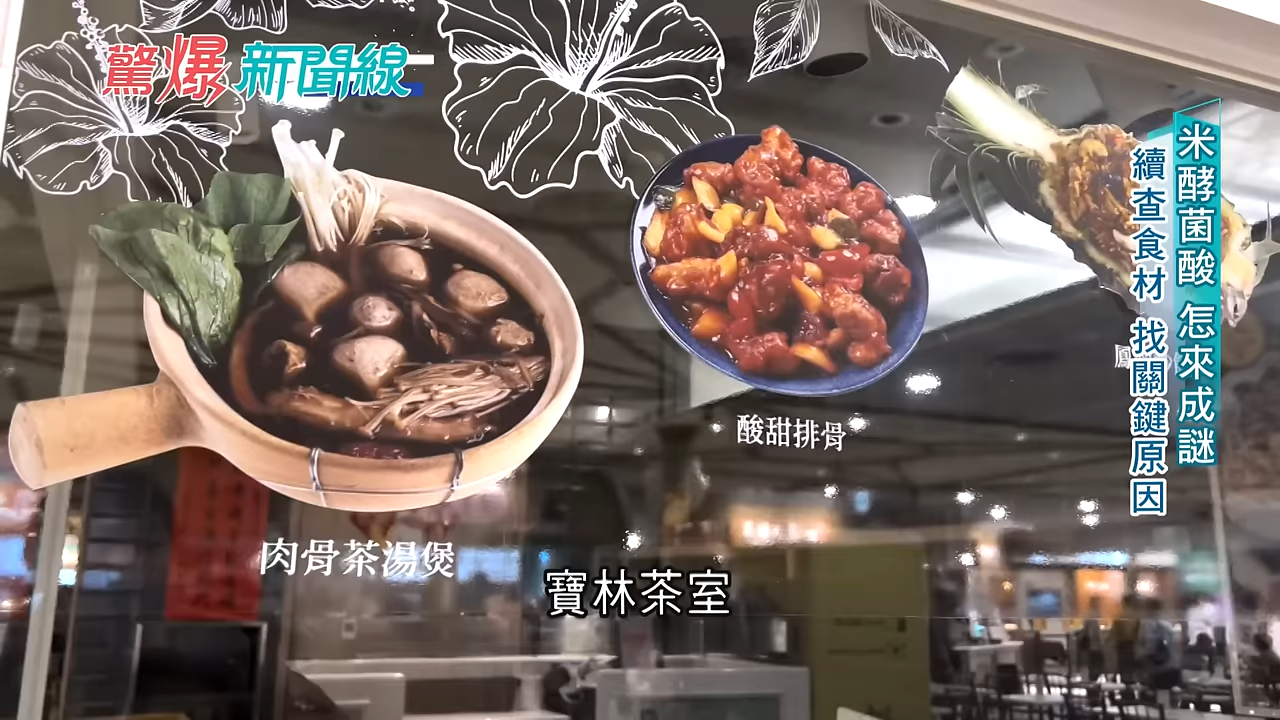 驚爆新聞線
米酵菌酸 怎來成謎
續查食材 找關鍵原因
酸甜排骨
肉骨茶湯煲
寶林茶室